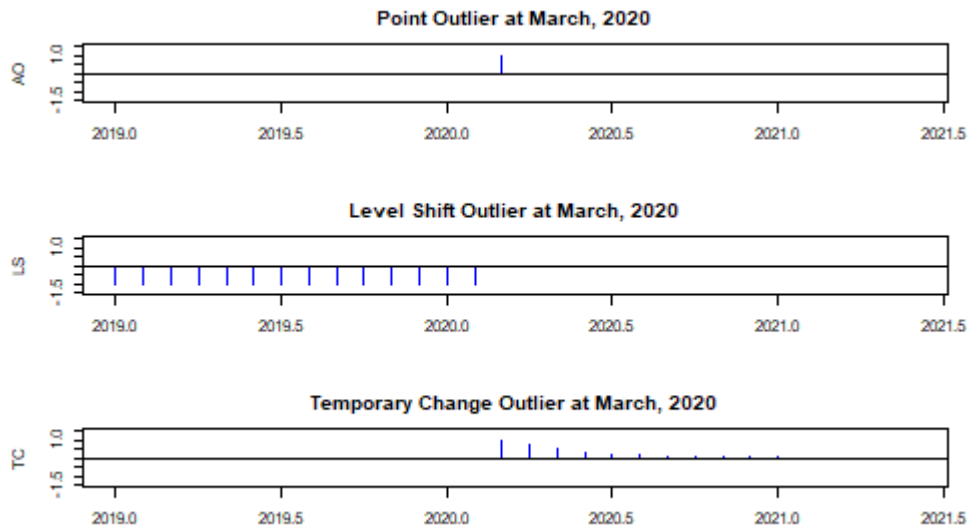 Point Outlier at March, 2020
AO
1.0
-1.5
2019.0 2019.5 2020.0 2020.5 2021.0 2021.5
Level Shift Outlier at March, 2020
LS
1.0
-1.5
2019.0 2019.5 2020.0 2020.5 2021.0 2021.5
Temporary Change Outlier at March, 2020
TC
1.0
-1.5
2019.0 2019.5 2020.0 2020.5 2021.0 2021.5